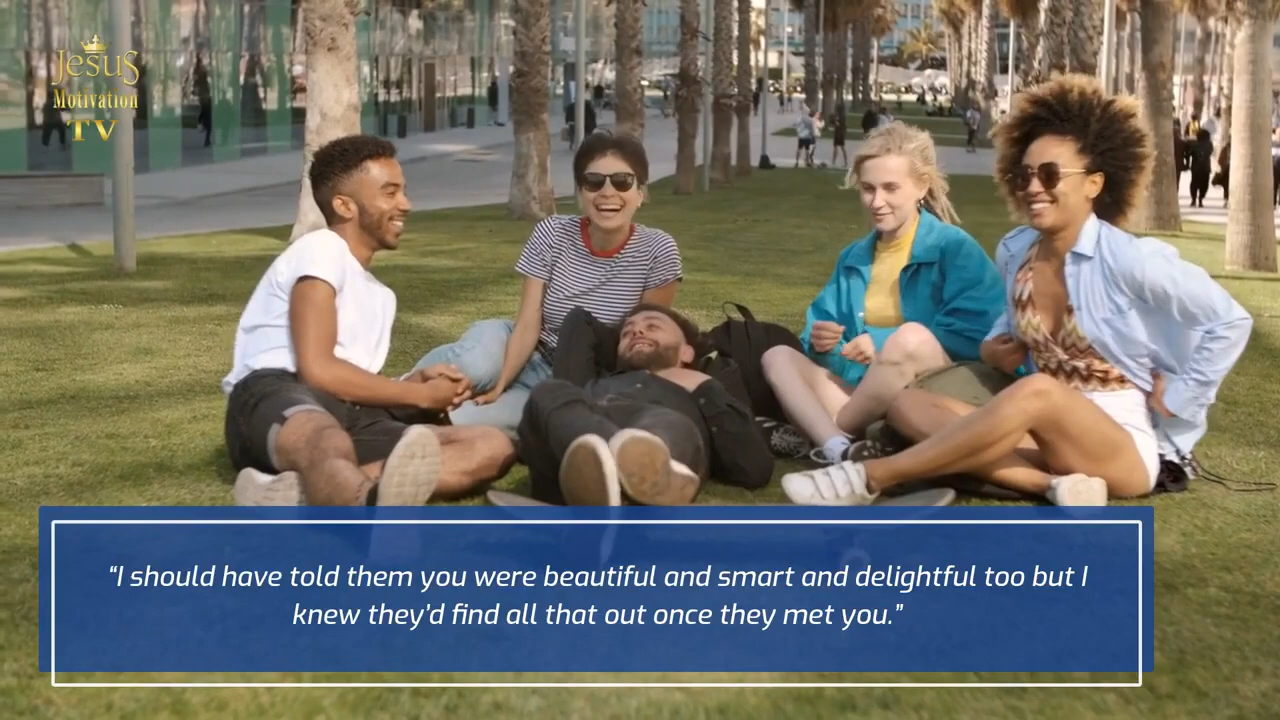 Jesus
Motivation
TV
“I should have told them you were beautiful and smart and delightful too but I
knew they’d find all that out once they met you.”